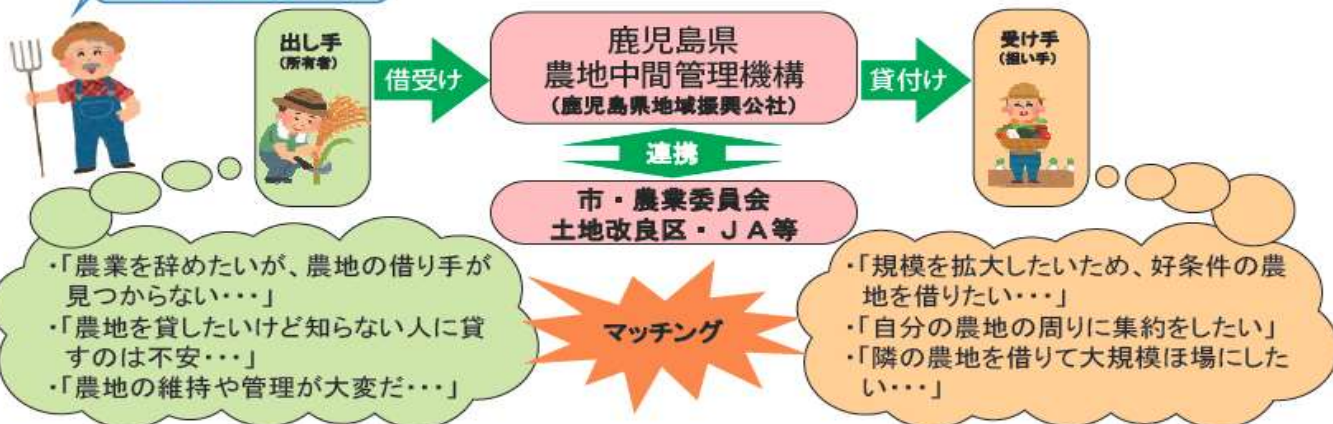 出し手
(所有者)
借受け
鹿児島県
農地中間管理機構
(鹿児島県地域振興公社)
貸付け
受け手
(担い手)
連携
市・農業委員会
土地改良区・JA等
・「農業を辞めたいが、農地の借り手が
見つからない・・・」
・「農地を貸したいけど知らない人に貸
すのは不安・・・」
・「農地の維持や管理が大変だ・・・」
マッチング
・「規模を拡大したいため、好条件の農
地を借りたい・・・」
・「自分の農地の周りに集約をしたい」
・「隣の農地を借りて大規模ほ場にした
い・・・」